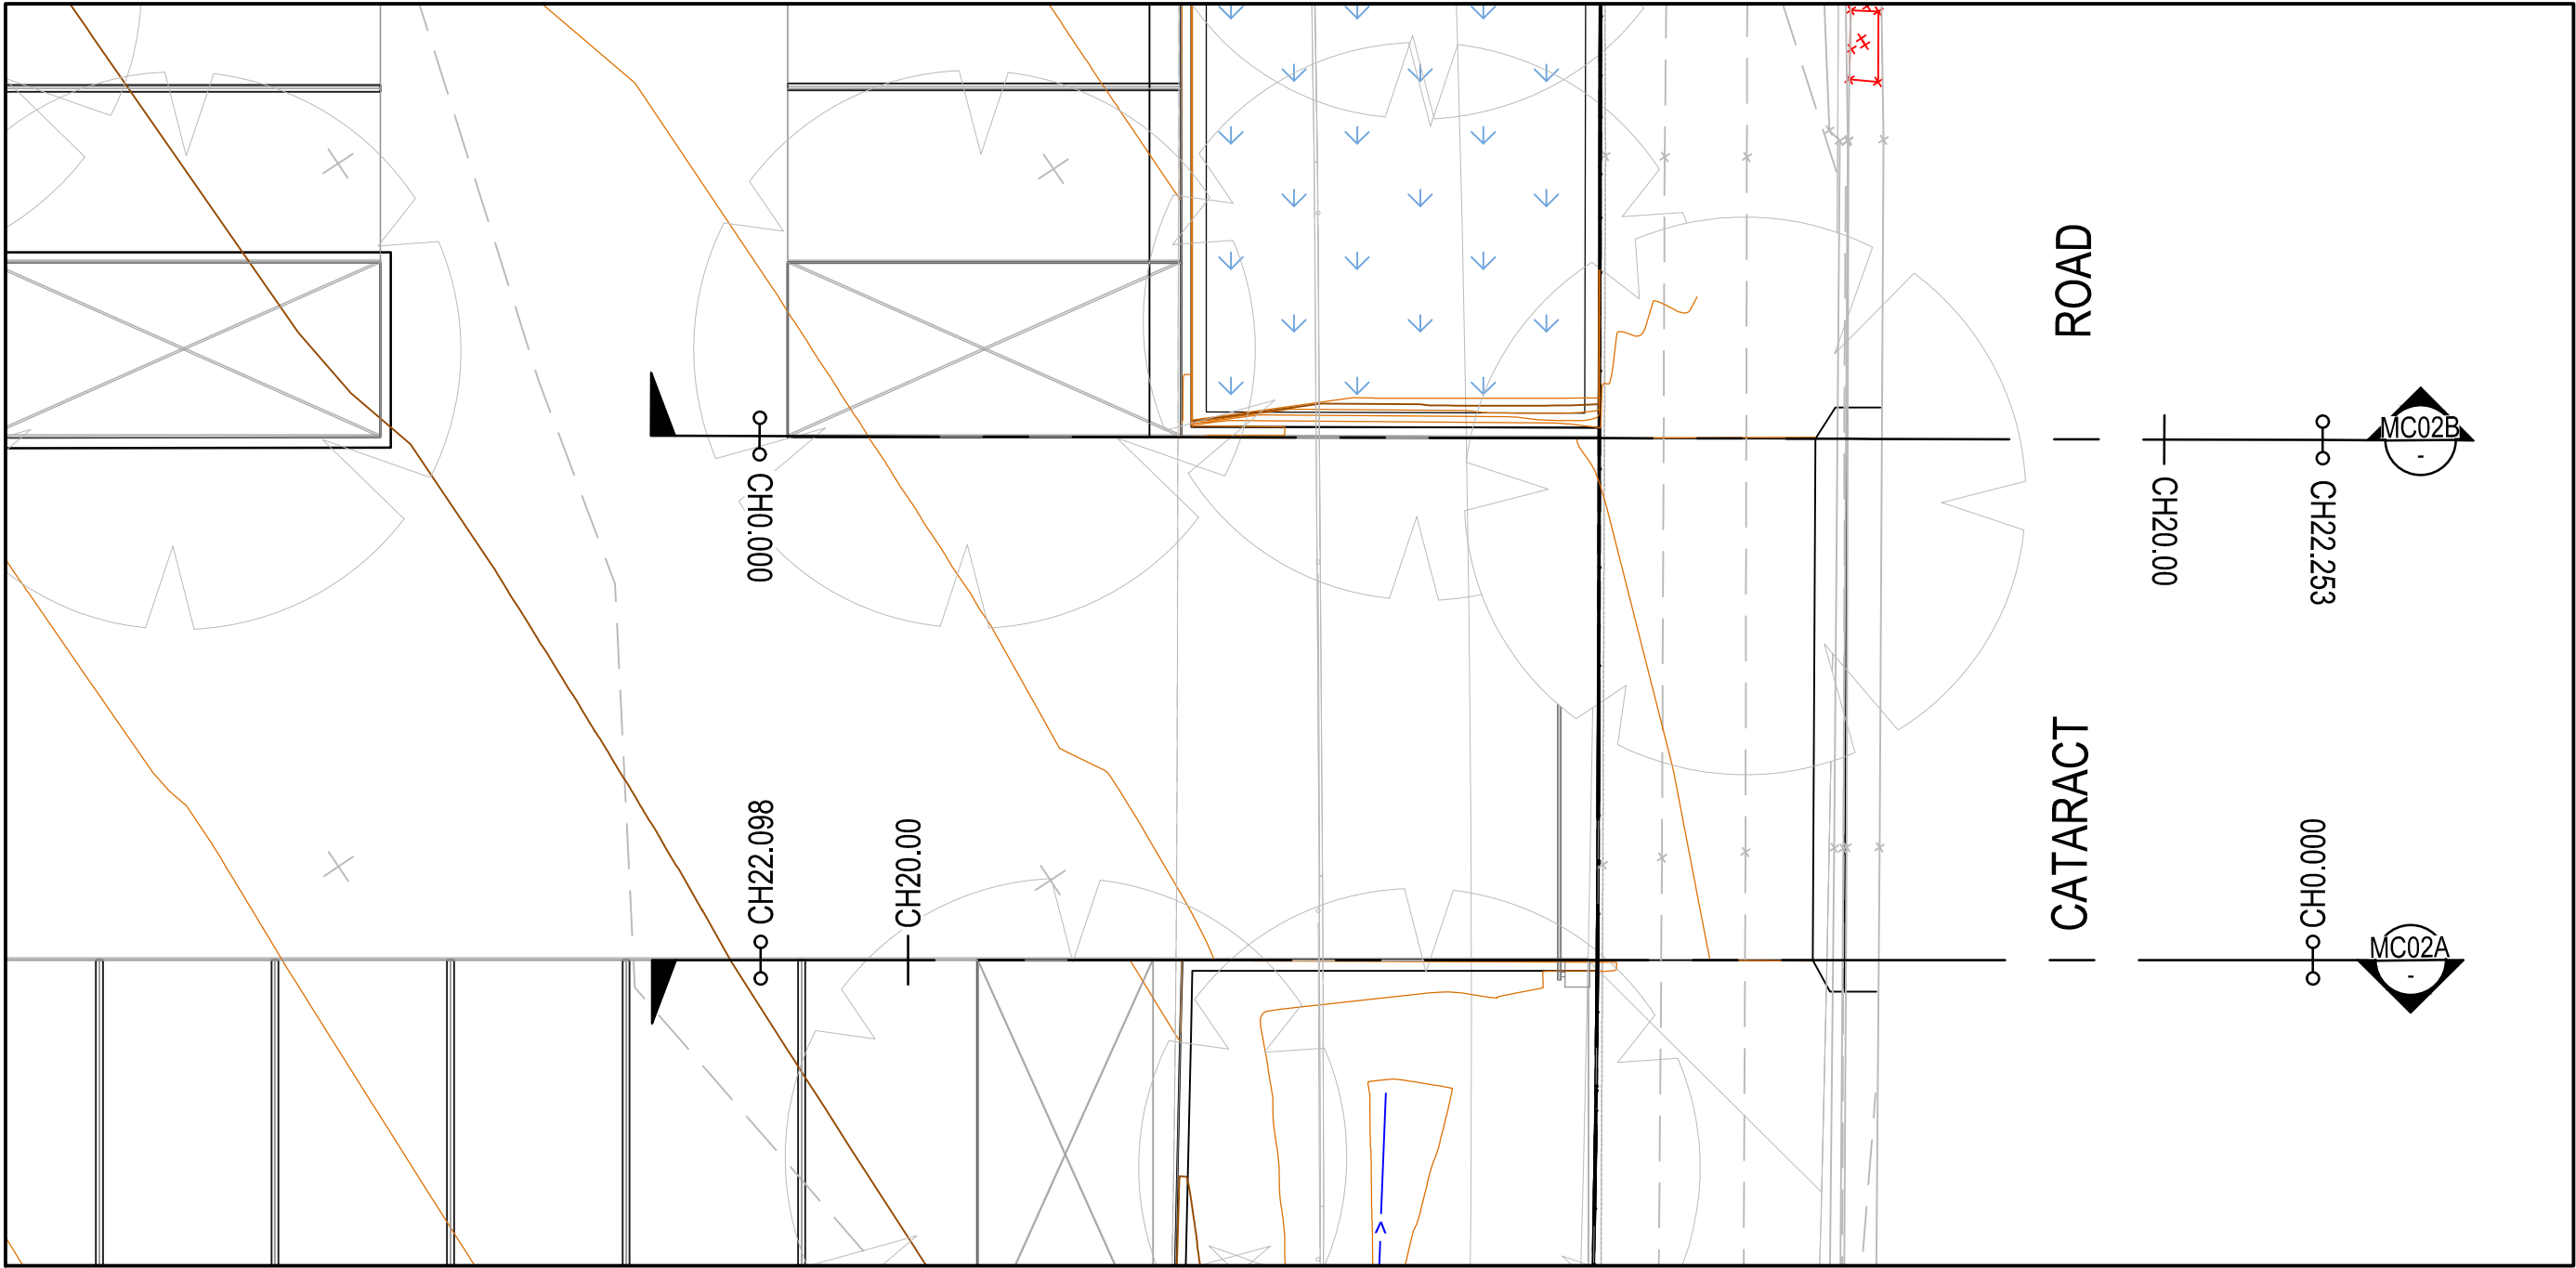 ROAD
MC02B
-
CH0.000
CH20.00
CH22.253
CATARACT
CH22.098
CH20.00
CH0.000
MC02A
-